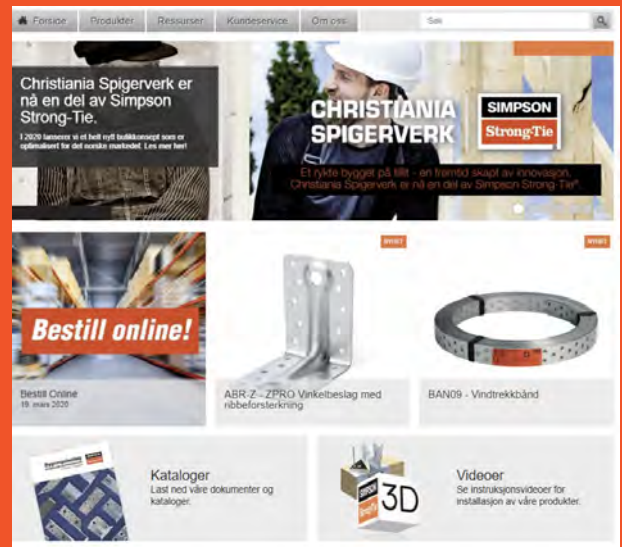 Forside Produkter Ressurser Kundeservice Om oss Søk
Christiania Spigerverk er
nå en del av Simpson
Strong-Tie.
I 2020 lanserer vi et helt nytt butikkonsept som er
optimalisert for det norske markedet. Les mer her!
CHRISTIANIA
SPIGERVERK
SIMPSON
Strong-Tie
Et rykte bygget på tillit - en fremtid skapt av innovasjon.
Christiania Spigerverk er nå en del av Simpson Strong-Tie®.
Bestill online!
Bestill Online
19. mars 2020
NYHET
ABR-Z - ZPRO Vinkelbeslag med
ribbeforsterkning
NYHET
BAN09 - Vindtrekkbånd
Kataloger
Last ned våre dokumenter og
kataloger.
SIMPSON
Strong-Tie
3D
Videoer
Se instruksjonsvideoer for
installasjon av våre produkter.